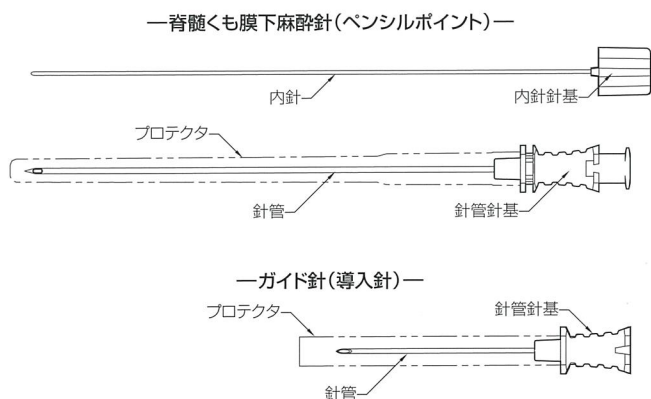 ―脊髄くも膜下麻酔針(ペンシルポイント)―
内針
内針針基
プロテクタ
針管
針管針基
―ガイド針(導入針)―
プロテクター
針管針基
針管